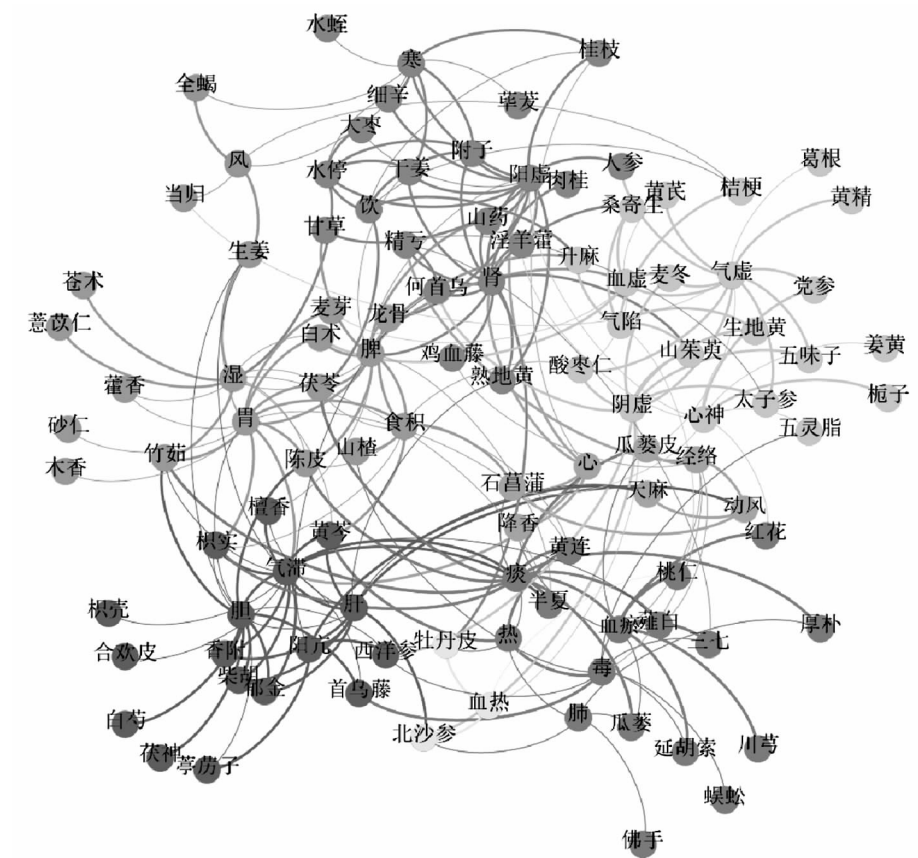 水蛭
寒
桂枝
全蝎
细辛
荜茇
大枣
风
附子
水停
干姜
阳虚
肉桂
人参
葛根
当归
饮
桑寄生
黄芪
桔梗
黄精
甘草
山药
精亏
淫羊藿
生姜
升麻
血虚
麦冬
气虚
苍术
何首乌
肾
党参
薏苡仁
麦芽
龙骨
气陷
生地黄
白术
脾
鸡血藤
酸枣仁
山茱萸
五味子
姜黄
藿香
湿
茯苓
熟地黄
阴虚
心神
太子参
栀子
砂仁
胃
食积
五灵脂
竹茹
山楂
瓜蒌皮
木香
陈皮
心
经络
石菖蒲
天麻
檀香
动风
降香
枳实
黄芩
黄连
红花
气滞
痰
桃仁
枳壳
胆
肝
半夏
血瘀
薤白
厚朴
合欢皮
香附
阳亢
西洋参
牡丹皮
热
三七
柴胡
郁金
首乌藤
毒
白芍
血热
肺
瓜蒌
北沙参
茯神
葶苈子
延胡索
川芎
蜈蚣
佛手